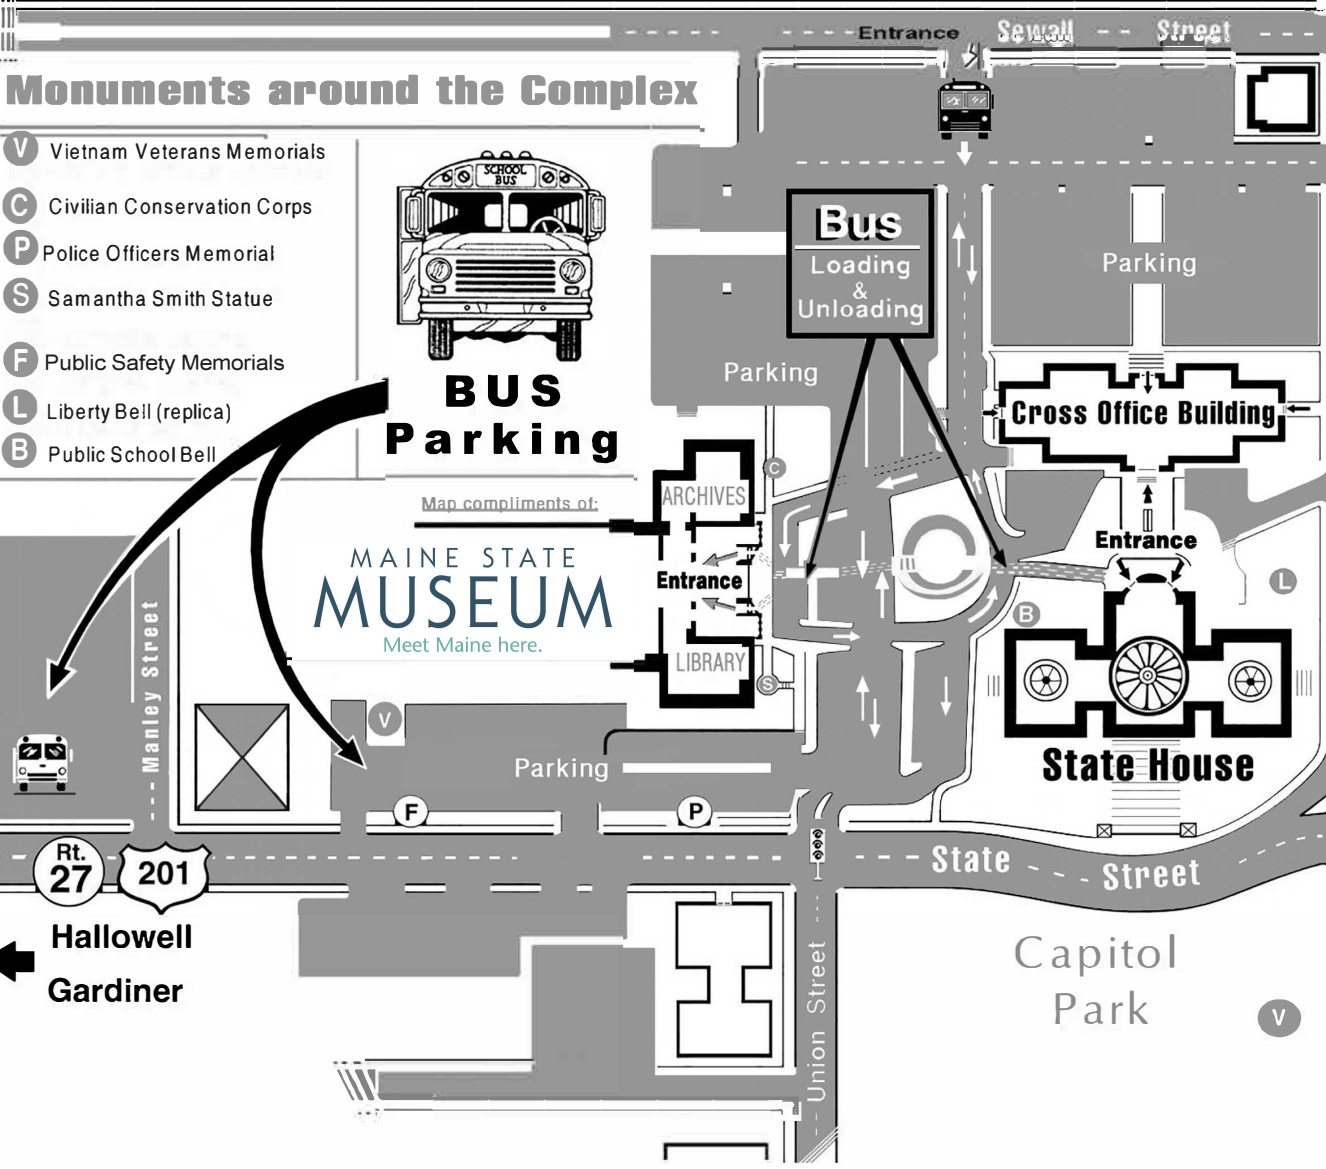 Entrance
Sewall Street
Monuments around the Complex
V Vietnam Veterans Memorials
C Civilian Conservation Corps
P Police Officers Memorial
S Samantha Smith Statue
F Public Safety Memorials
L Liberty Bell (replica)
B Public School Bell
SCHOOL
BUS
BUS
Parking
Bus
Loading
&
Unloading
Parking
Parking
Cross Office Building
Map compliments of:
MAINE STATE
MUSEUM
Meet Maine here.
ARCHIVES
C
Entrance
LIBRARY
S
Entrance
L
B
State House
Manley Street
V
Parking
F
P
Rt.
27
201
State Street
Hallowell
Gardiner
Union Street
Capitol
Park
V